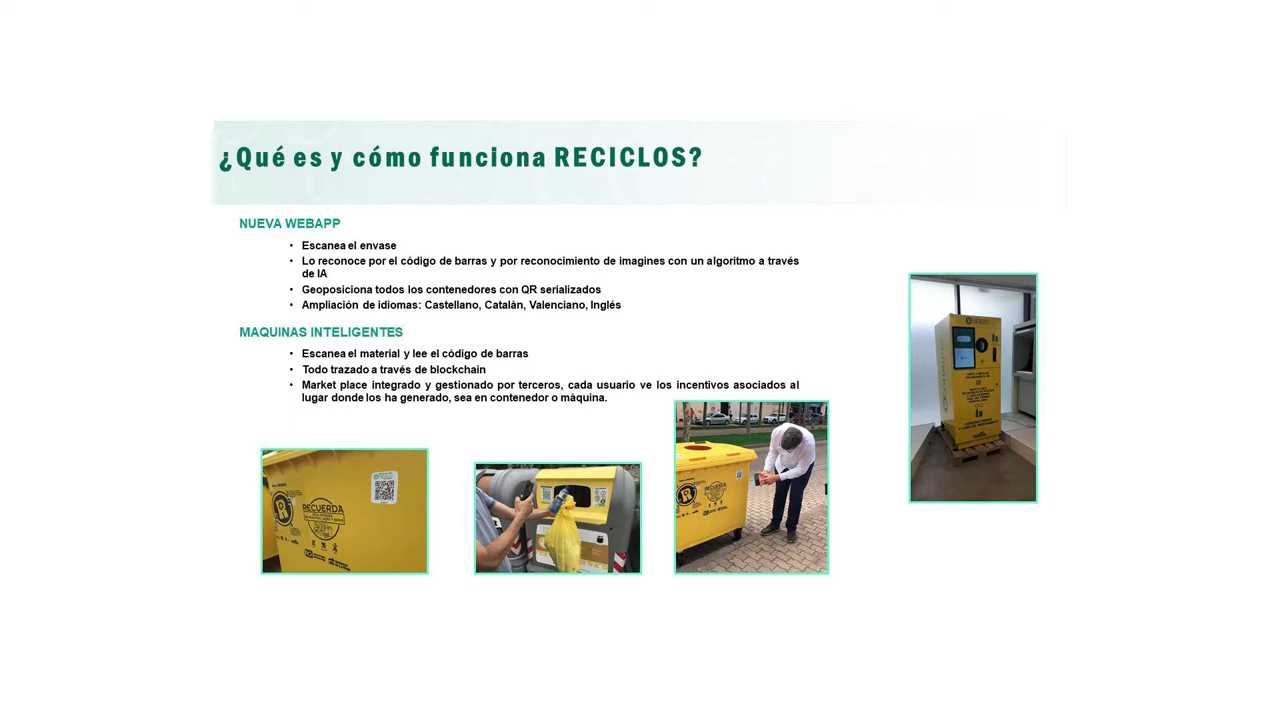 ¿Qué es y cómo funciona RECICLOS?
NUEVA WEBAPP
• Escanea el envase
• Lo reconoce por el código de barras y por reconocimiento de imagines con un algoritmo a través
de IA
• Geoposiciona todos los contenedores con QR serializados
• Ampliación de idiomas: Castellano, Catalán, Valenciano, Inglés
MAQUINAS INTELIGENTES
• Escanea el material y lee el código de barras
• Todo trazado a través de blockchain
• Market place integrado y gestionado por terceros, cada usuario ve los incentivos asociados al
lugar donde los ha generado, sea en contenedor o máquina.
R
RECUERDA
R
RECUERDA